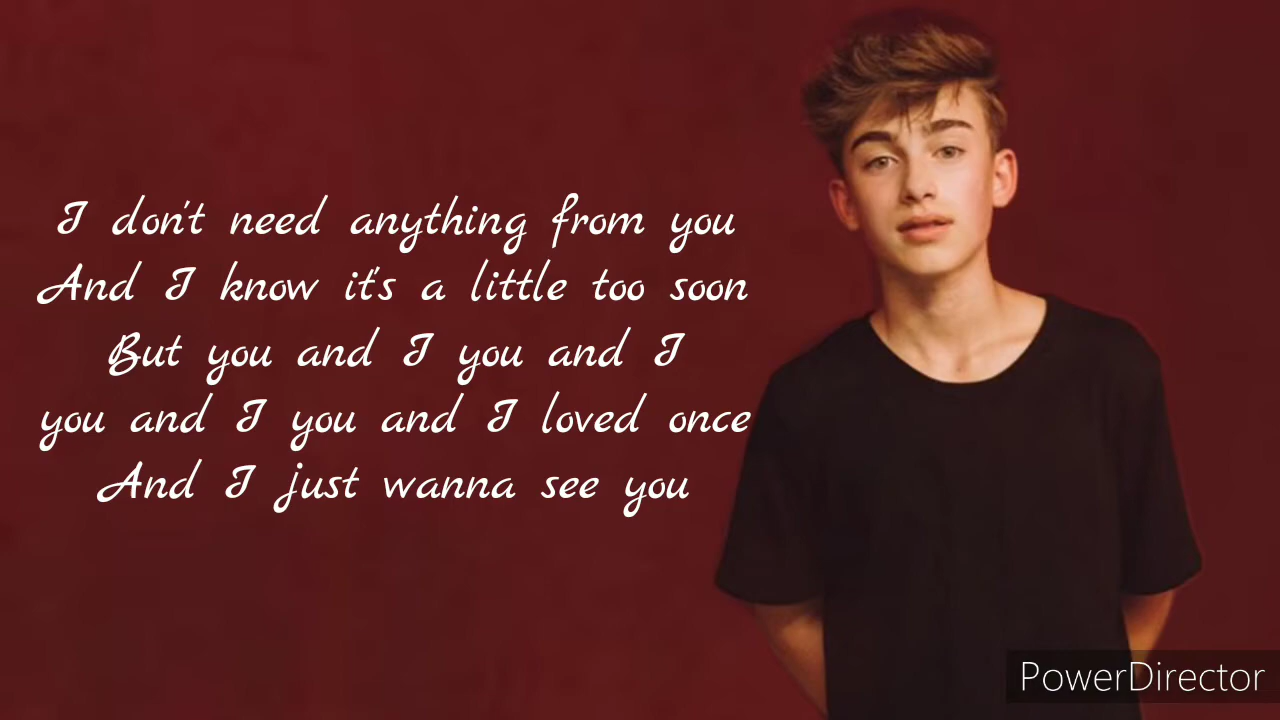 I don't need anything from you
And I know it's a little too soon
But you and I you and I
you and I you and I loved once
And I just wanna see you
PowerDirector